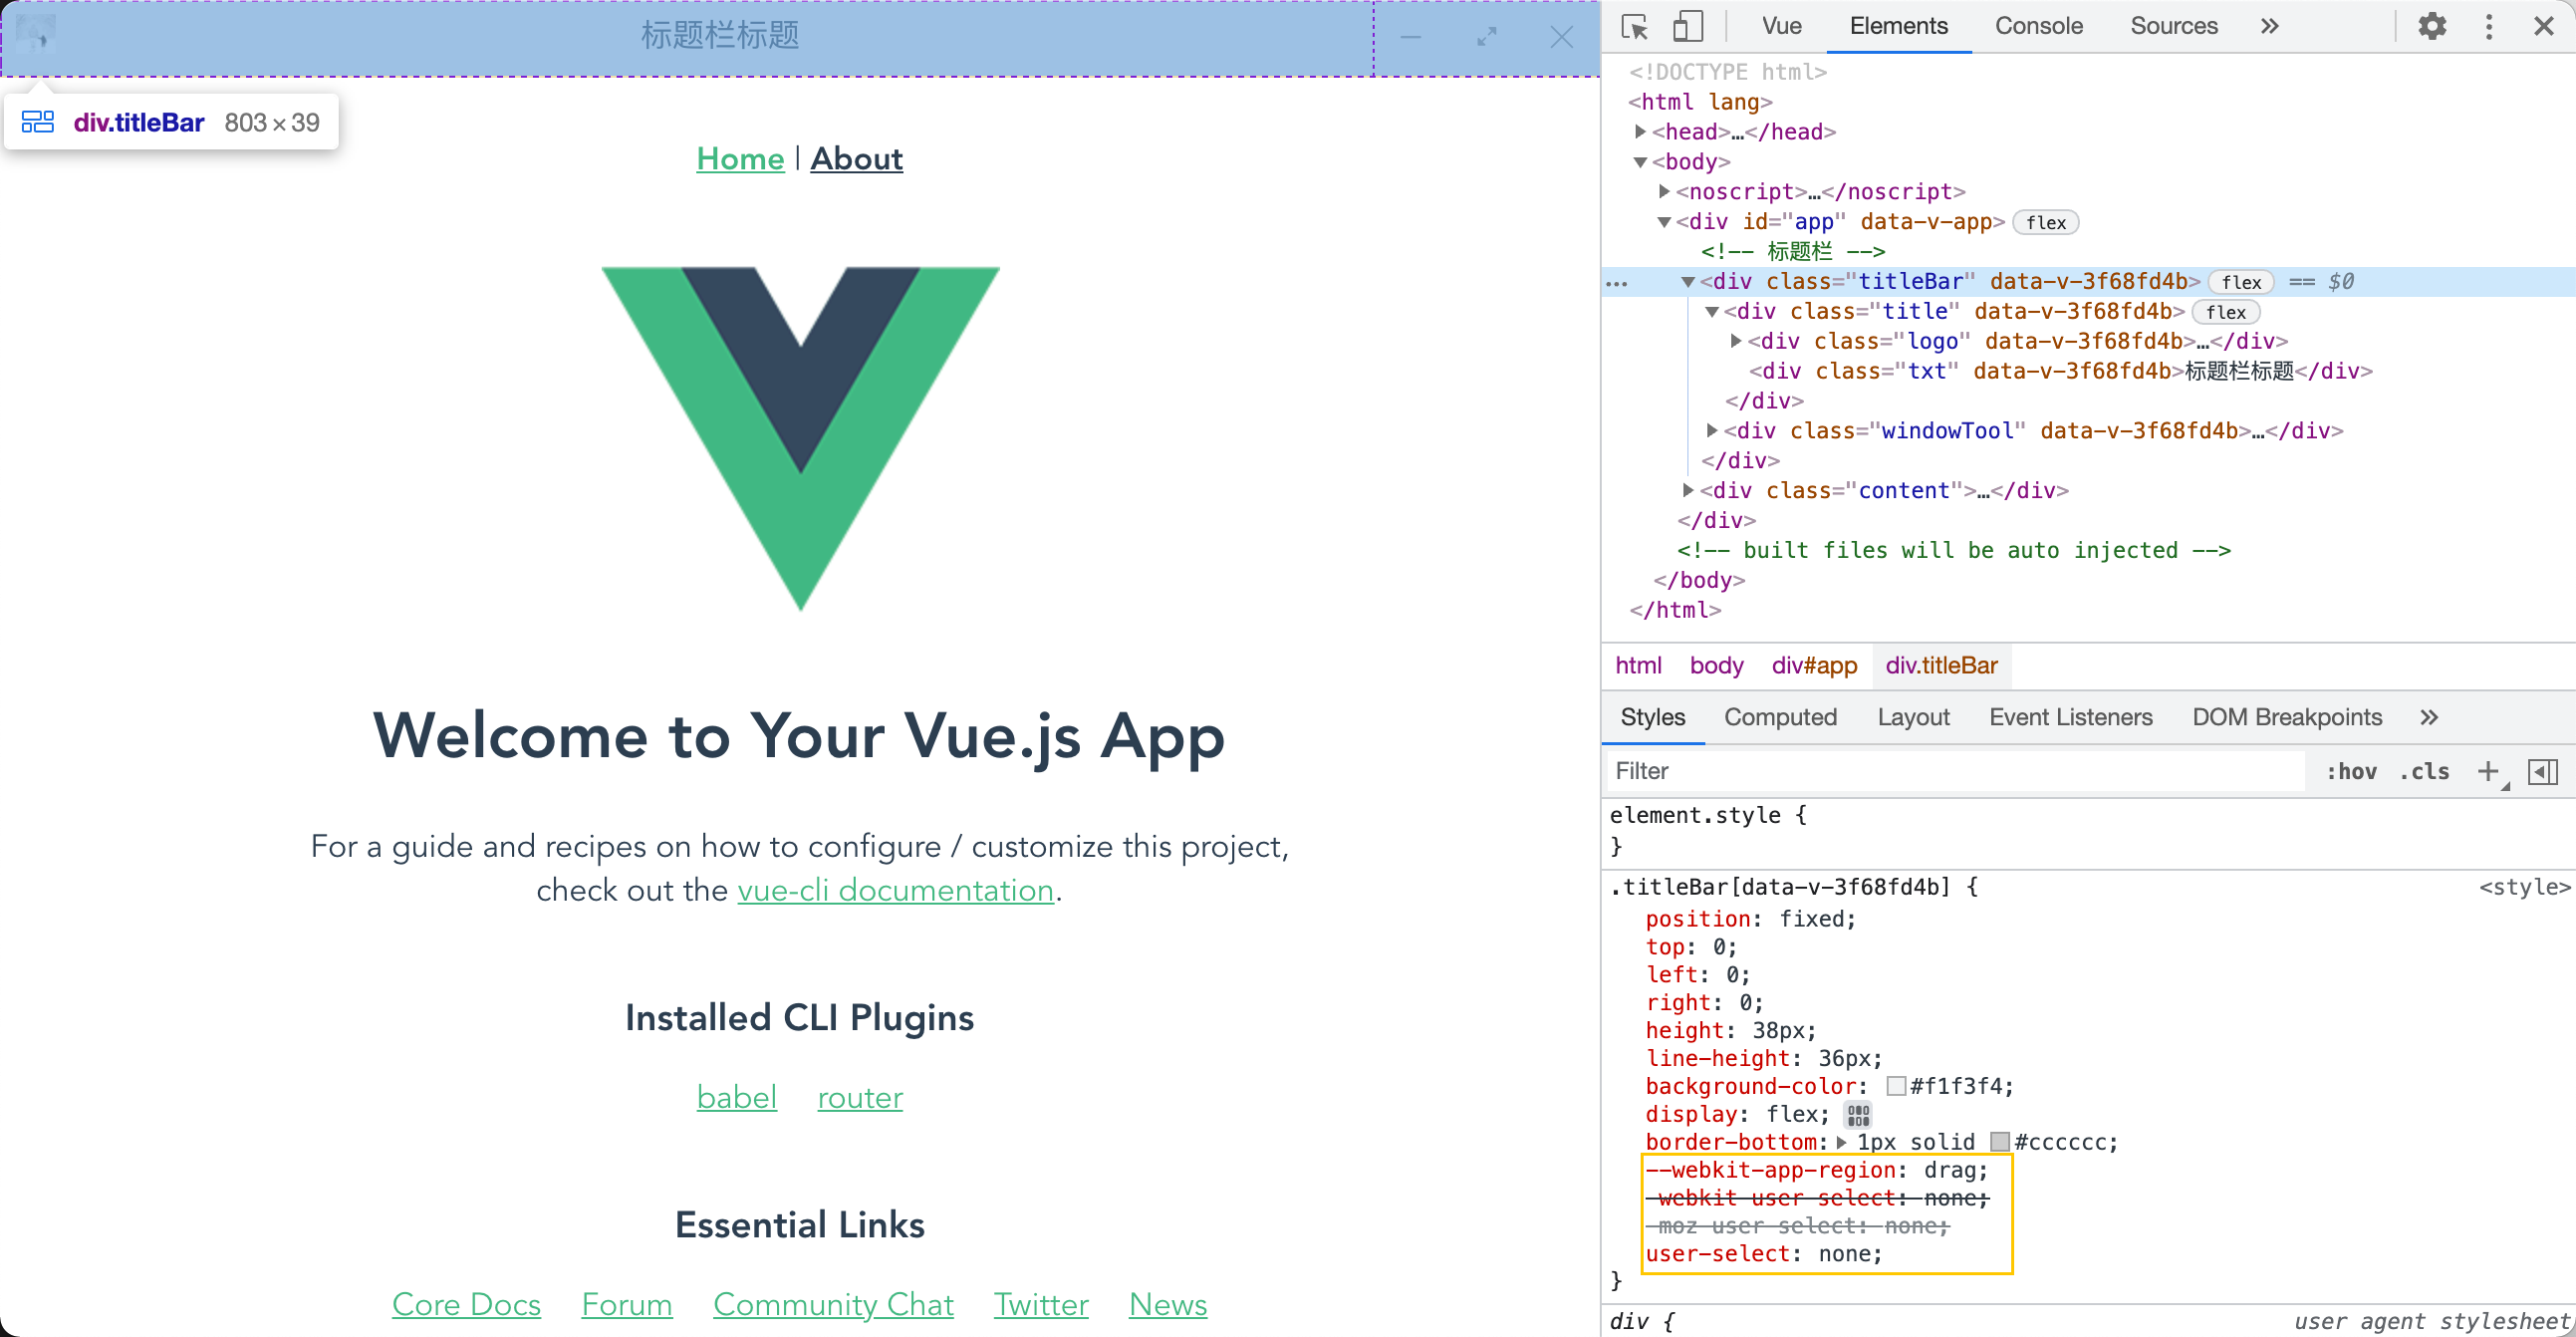 标题栏标题
div.titleBar 803 × 39
Home | About
Welcome to Your Vue.js App
For a guide and recipes on how to configure / customize this project,
check out the vue-cli documentation.
Installed CLI Plugins
babel router
Essential Links
Core Docs Forum Community Chat Twitter News
Vue Elements Console Sources »
<!DOCTYPE html>
<html lang>
<head>…</head>
<body>
<noscript>…</noscript>
<div id="app" data-v-app> flex
<!-- 标题栏 -->
… <div class="titleBar" data-v-3f68fd4b> flex == $0
<div class="title" data-v-3f68fd4b> flex
<div class="logo" data-v-3f68fd4b>…</div>
<div class="txt" data-v-3f68fd4b>标题栏标题</div>
</div>
<div class="windowTool" data-v-3f68fd4b>…</div>
</div>
<div class="content">…</div>
</div>
<!-- built files will be auto injected -->
</body>
</html>
html body div#app div.titleBar
Styles Computed Layout Event Listeners DOM Breakpoints »
Filter :hov .cls +
element.style {
}
.titleBar[data-v-3f68fd4b] { <style>
position: fixed;
top: 0;
left: 0;
right: 0;
height: 38px;
line-height: 36px;
background-color: #f1f3f4;
display: flex;
border-bottom: 1px solid #cccccc;
--webkit-app-region: drag;
-webkit-user-select: none;
-moz-user-select: none;
user-select: none;
}
div { user agent stylesheet